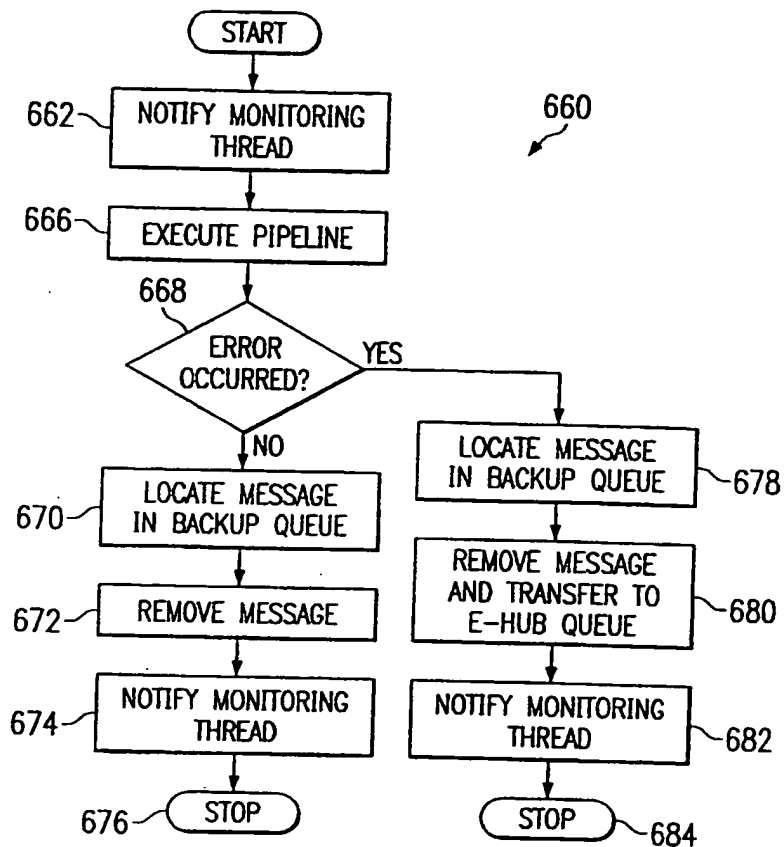 START
662
NOTIFY MONITORING
THREAD
660
666
EXECUTE PIPELINE
668
ERROR
OCCURRED?
YES
NO
670
LOCATE MESSAGE
IN BACKUP QUEUE
672
REMOVE MESSAGE
674
NOTIFY MONITORING
THREAD
676
STOP
LOCATE MESSAGE
IN BACKUP QUEUE
678
REMOVE MESSAGE
AND TRANSFER TO
E-HUB QUEUE
680
NOTIFY MONITORING
THREAD
682
STOP
684